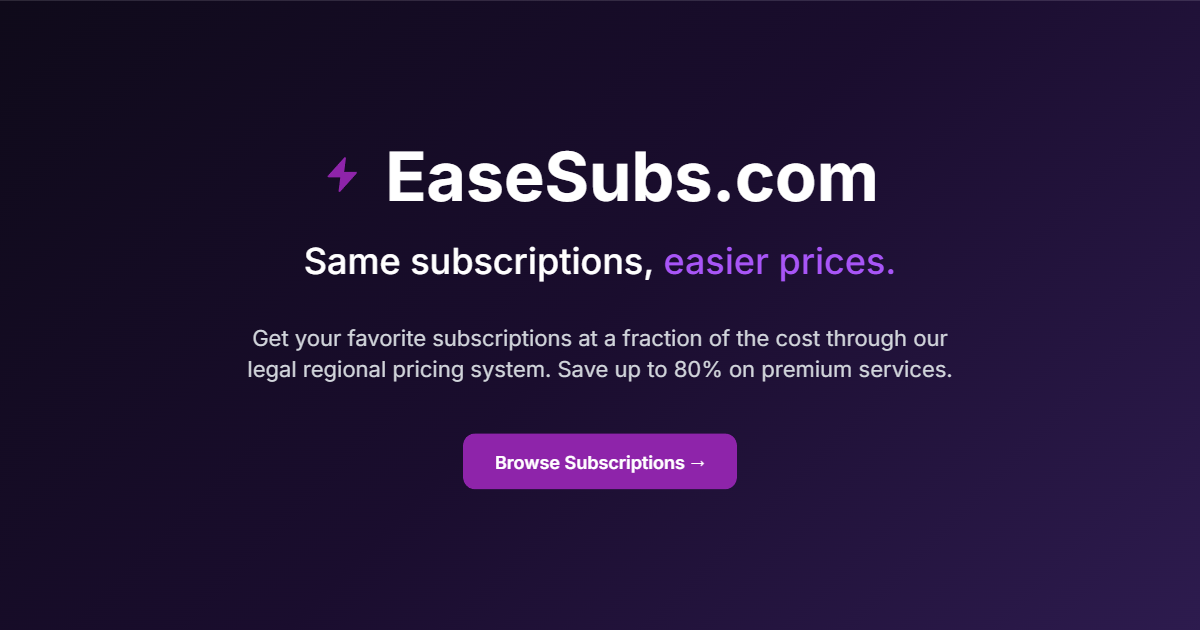 EaseSubs.com
Same subscriptions, easier prices.
Get your favorite subscriptions at a fraction of the cost through our
legal regional pricing system. Save up to 80% on premium services.
Browse Subscriptions →